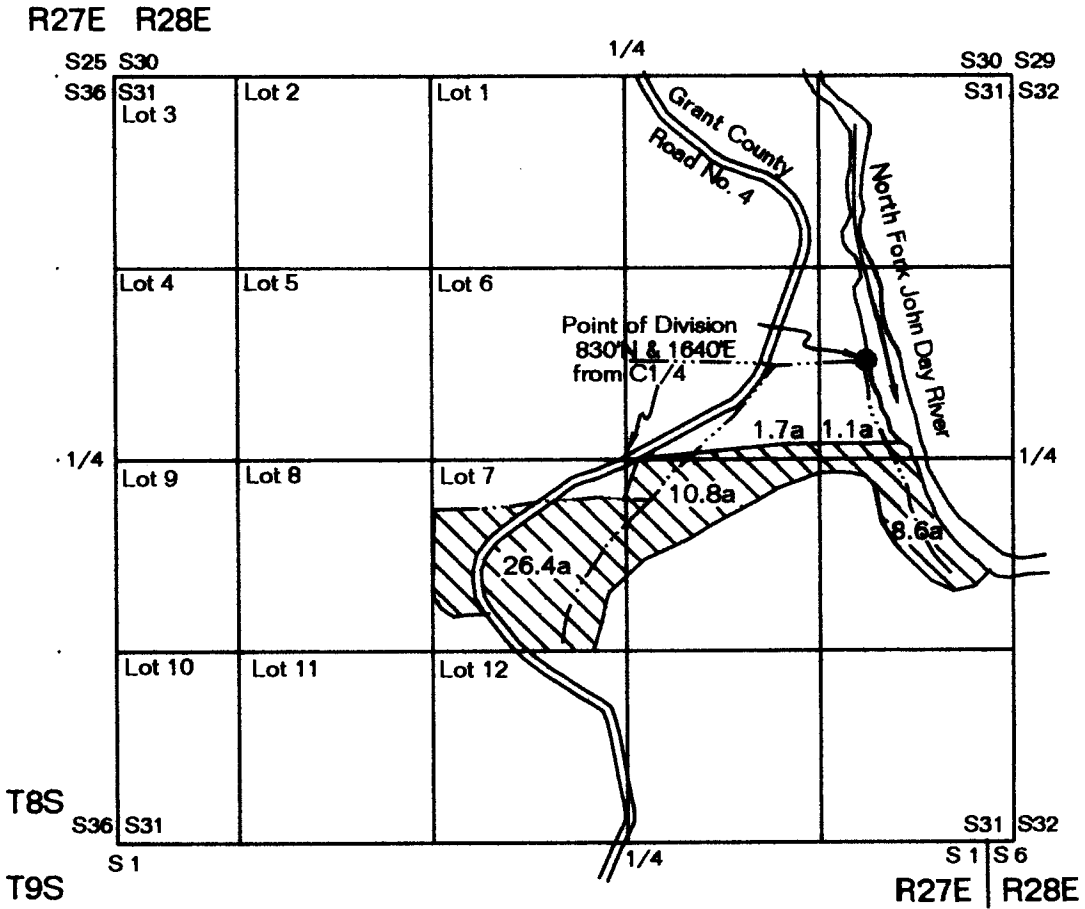 R27E R28E
1/4
S25 S30
S30 S29
S36 S31
S31 S32
Lot 3
Lot 2
Lot 1
Grant County
Road No. 4
North Fork John Day River
Lot 4
Lot 5
Lot 6
Point of Division
830'N & 1640'E
from C1/4
1.7a 1.1a
1/4
1/4
Lot 9
Lot 8
Lot 7
10.8a
8.6a
26.4a
Lot 10
Lot 11
Lot 12
T8S
S36 S31
S31 S32
S 1
1/4
S 1 S 6
T9S
R27E R28E